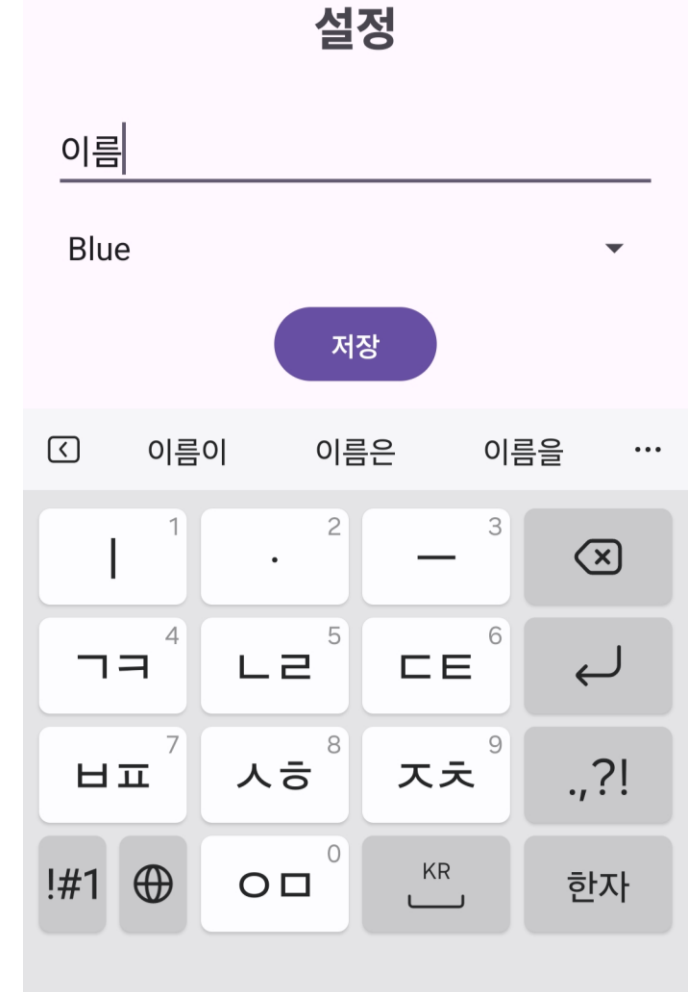 설정
이름
Blue
저장
이름이 이름은 이름을 ...
ㅣ 1 · 2 ㅡ 3
ㄱㅋ 4 ㄴㄹ 5 ㄷㅌ 6
ㅂㅍ 7 ㅅㅎ 8 ㅈㅊ 9 .,?!
!#1 ㅇㅁ 0 KR 한자